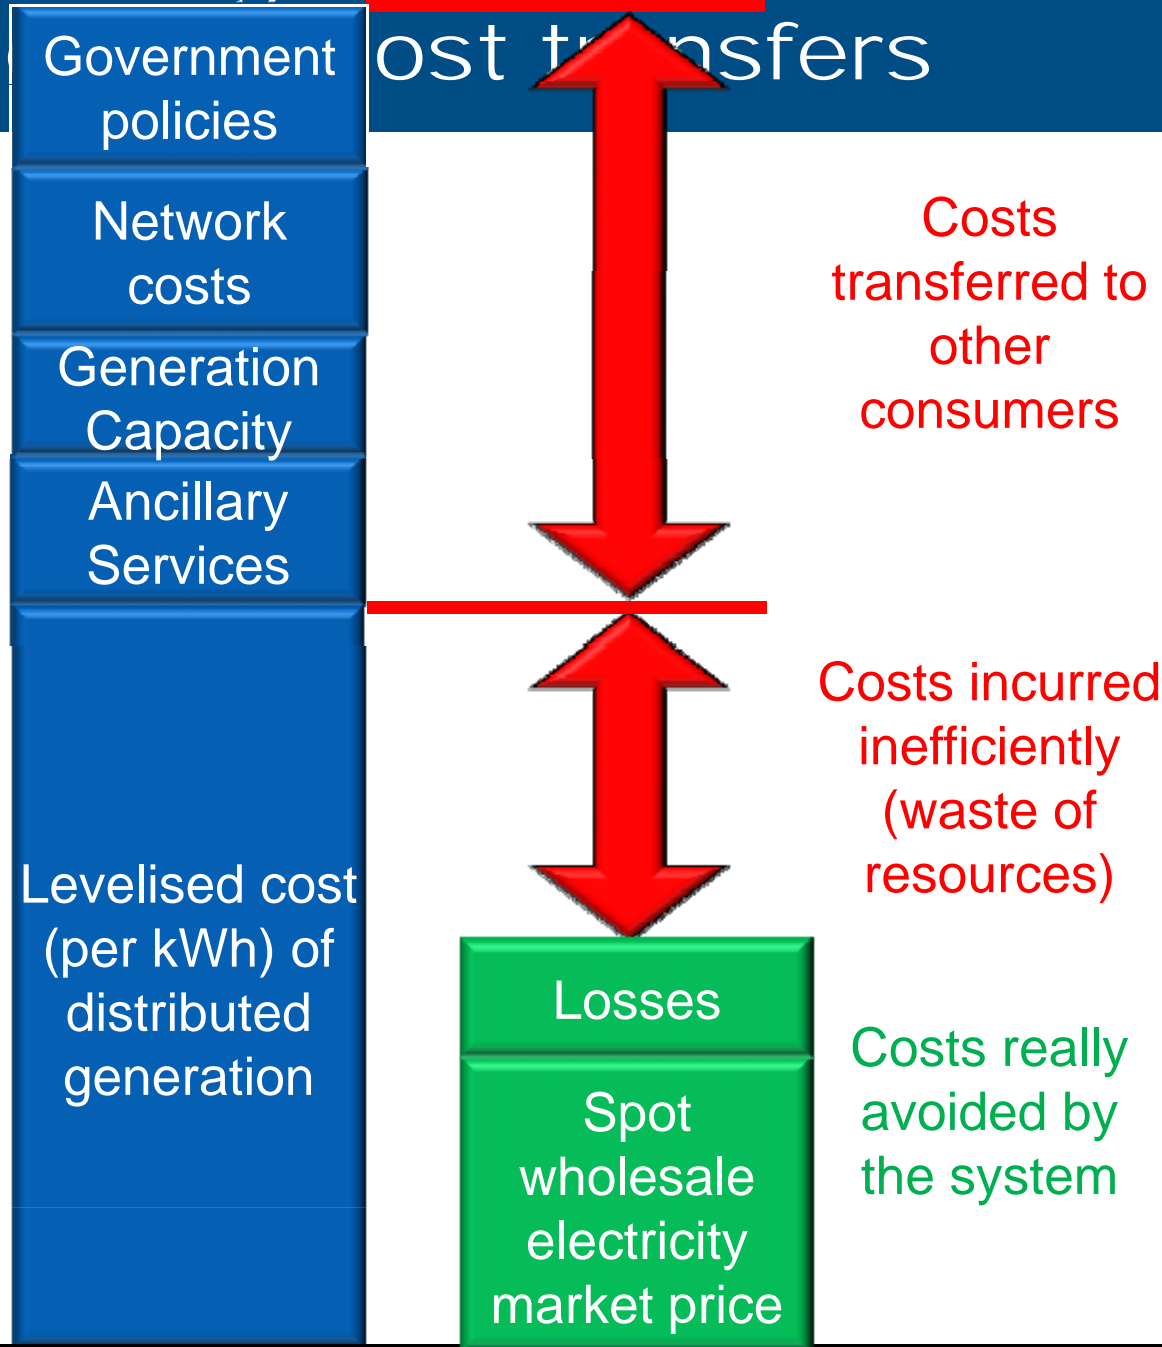 ost transfers
Government
policies
Network
costs
Generation
Capacity
Ancillary
Services
Levelised cost
(per kWh) of
distributed
generation
Losses
Spot
wholesale
electricity
market price
Costs
transferred to
other
consumers
Costs incurred
inefficiently
(waste of
resources)
Costs really
avoided by
the system